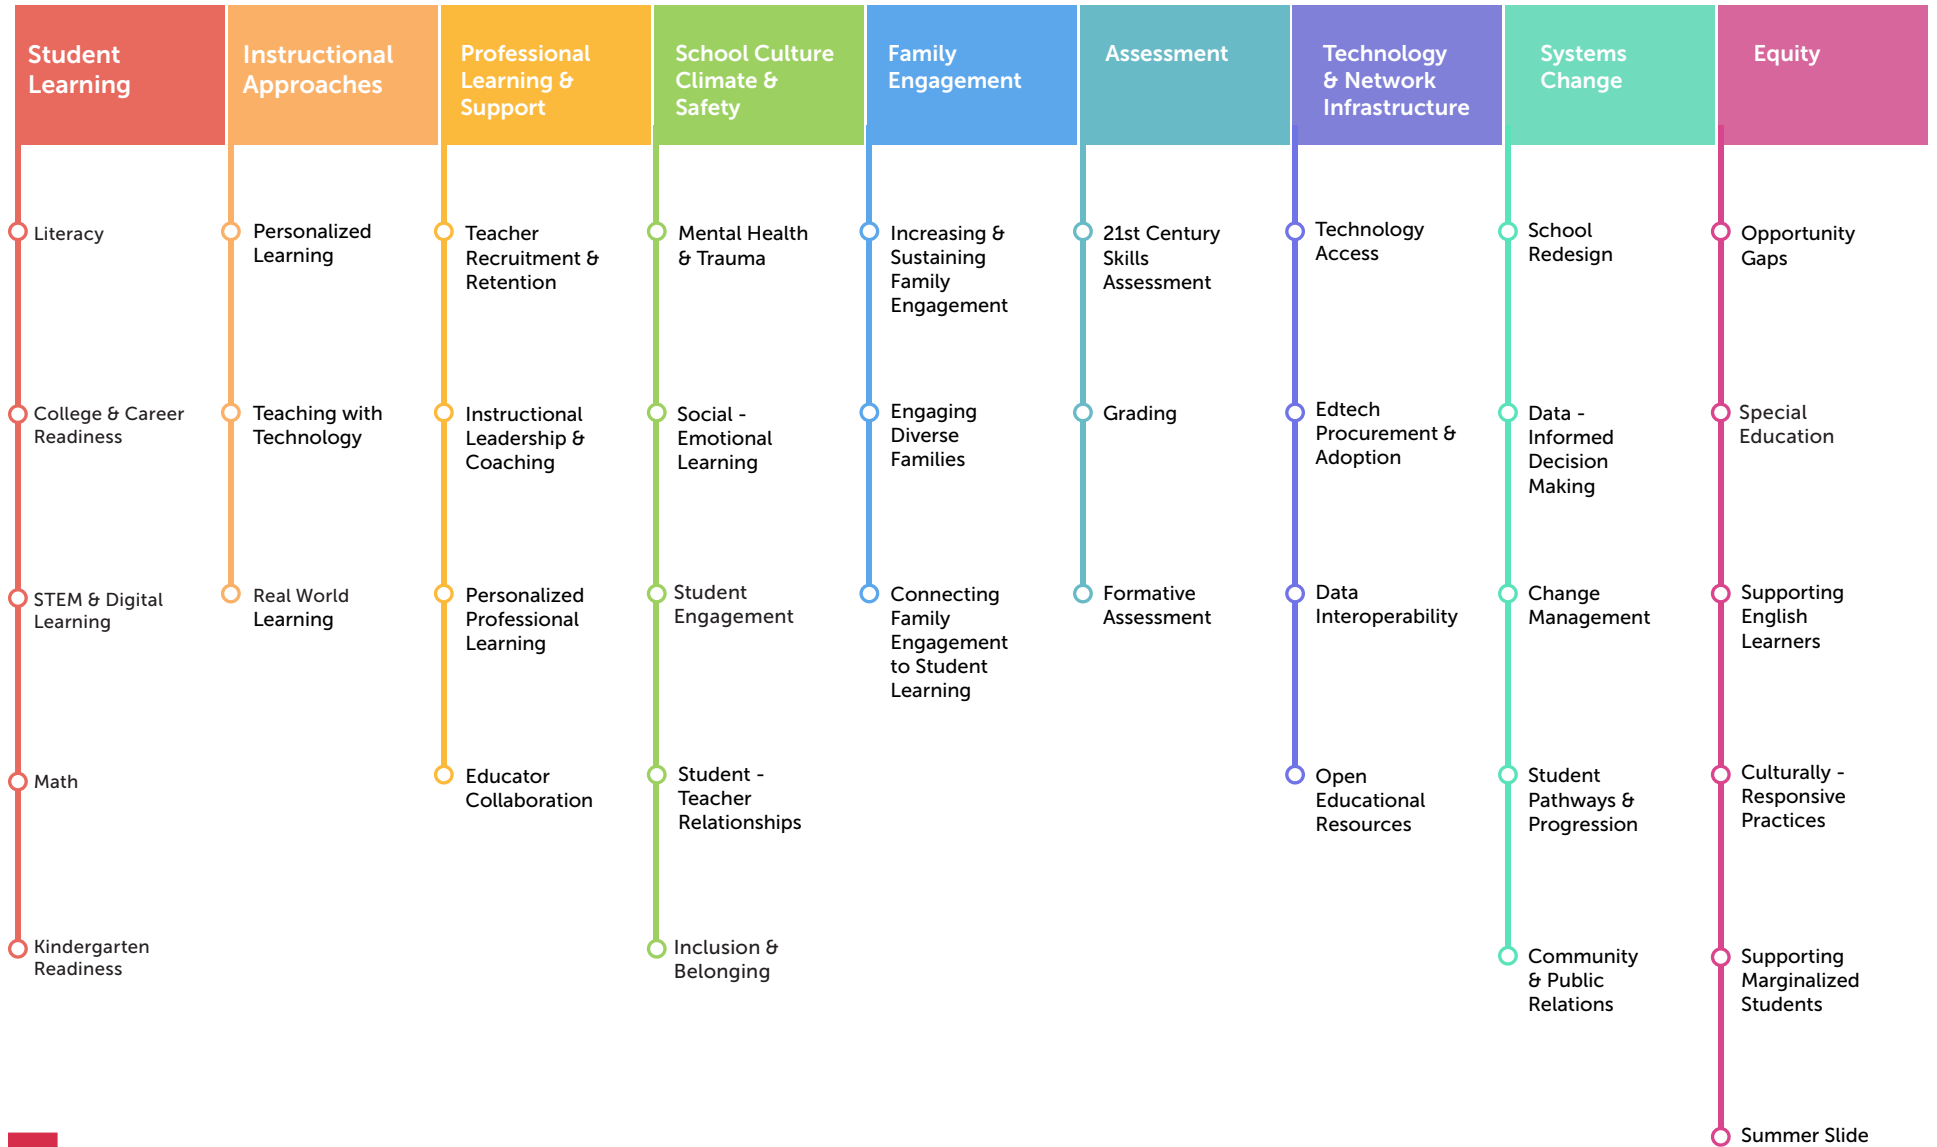 Student
Learning
Instructional
Approaches
Professional
Learning &
Support
School Culture
Climate &
Safety
Family
Engagement
Assessment
Technology
& Network
Infrastructure
Systems
Change
Equity
Literacy
College & Career
Readiness
STEM & Digital
Learning
Math
Kindergarten
Readiness
Personalized
Learning
Teaching with
Technology
Real World
Learning
Teacher
Recruitment &
Retention
Instructional
Leadership &
Coaching
Personalized
Professional
Learning
Educator
Collaboration
Mental Health
& Trauma
Social -
Emotional
Learning
Student
Engagement
Student -
Teacher
Relationships
Inclusion &
Belonging
Increasing &
Sustaining
Family
Engagement
Engaging
Diverse
Families
Connecting
Family
Engagement
to Student
Learning
21st Century
Skills
Assessment
Grading
Formative
Assessment
Technology
Access
Edtech
Procurement &
Adoption
Data
Interoperability
Open
Educational
Resources
School
Redesign
Data -
Informed
Decision
Making
Change
Management
Student
Pathways &
Progression
Community
& Public
Relations
Opportunity
Gaps
Special
Education
Supporting
English
Learners
Culturally -
Responsive
Practices
Supporting
Marginalized
Students
Summer Slide